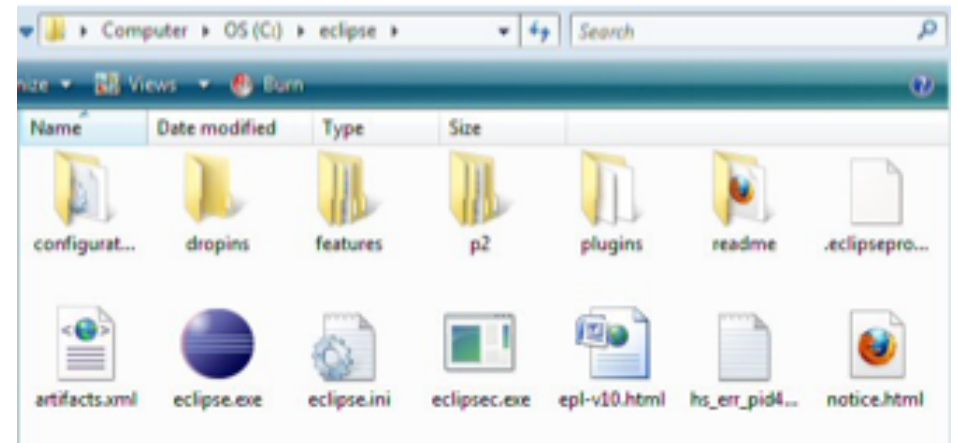 Computer OS (C:) eclipse Search
nize Views Burn
Name Date modified Type Size
configurat... dropins features p2 plugins readme .eclipsepro...
artifacts.xml eclipse.exe eclipse.ini eclipsec.exe epl-v10.html hs_err_pid4... notice.html